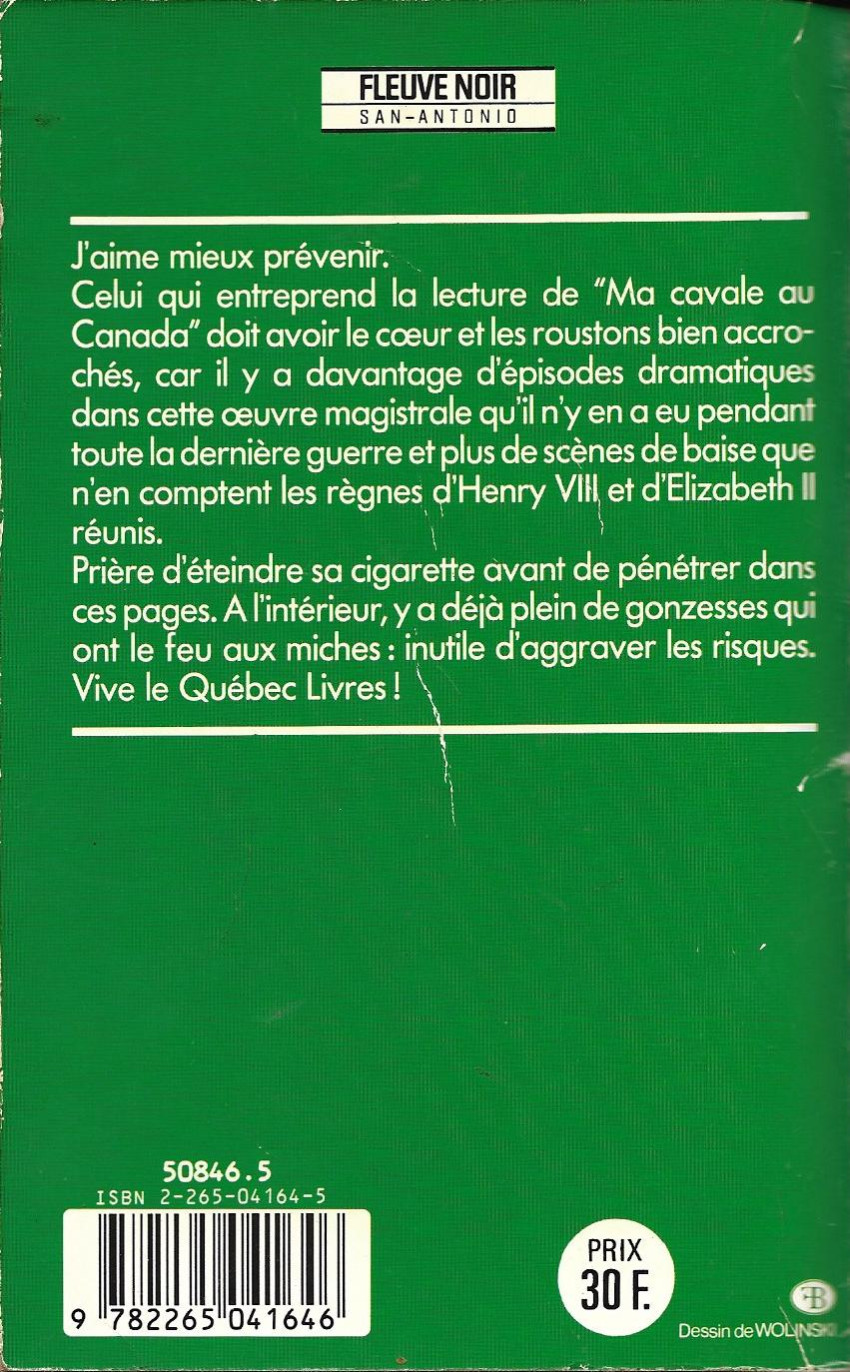 FLEUVE NOIR
SAN-ANTONIO
J'aime mieux prévenir.
Celui qui entreprend la lecture de "Ma cavale au
Canada" doit avoir le cœur et les roustons bien accro-
chés, car il y a davantage d'épisodes dramatiques
dans cette œuvre magistrale qu'il n'y en a eu pendant
toute la dernière guerre et plus de scènes de baise que
n'en comptent les règnes d'Henry VIII et d'Elizabeth II
réunis.
Prière d'éteindre sa cigarette avant de pénétrer dans
ces pages. A l'intérieur, y a déjà plein de gonzesses qui
ont le feu aux miches : inutile d'aggraver les risques.
Vive le Québec Livres !
50846.5
ISBN 2-265-04164-5
9 782265 041646
PRIX
30 F.
Dessin de WOLINSKI